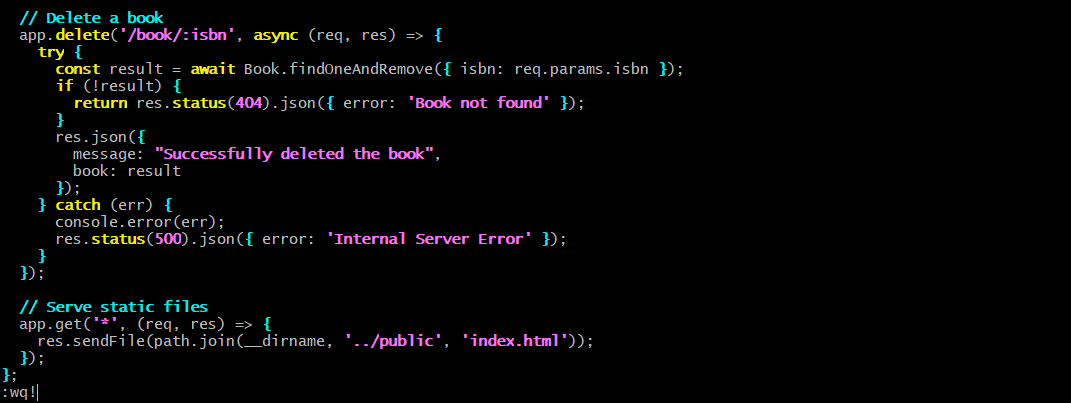 // Delete a book
  app.delete('/book/:isbn', async (req, res) => {
    try {
      const result = await Book.findOneAndRemove({ isbn: req.params.isbn });
      if (!result) {
        return res.status(404).json({ error: 'Book not found' });
      }
      res.json({
        message: "Successfully deleted the book",
        book: result
      });
    } catch (err) {
      console.error(err);
      res.status(500).json({ error: 'Internal Server Error' });
    }
  });

  // Serve static files
  app.get('*', (req, res) => {
    res.sendFile(path.join(__dirname, '../public', 'index.html'));
  });
};
:wq!